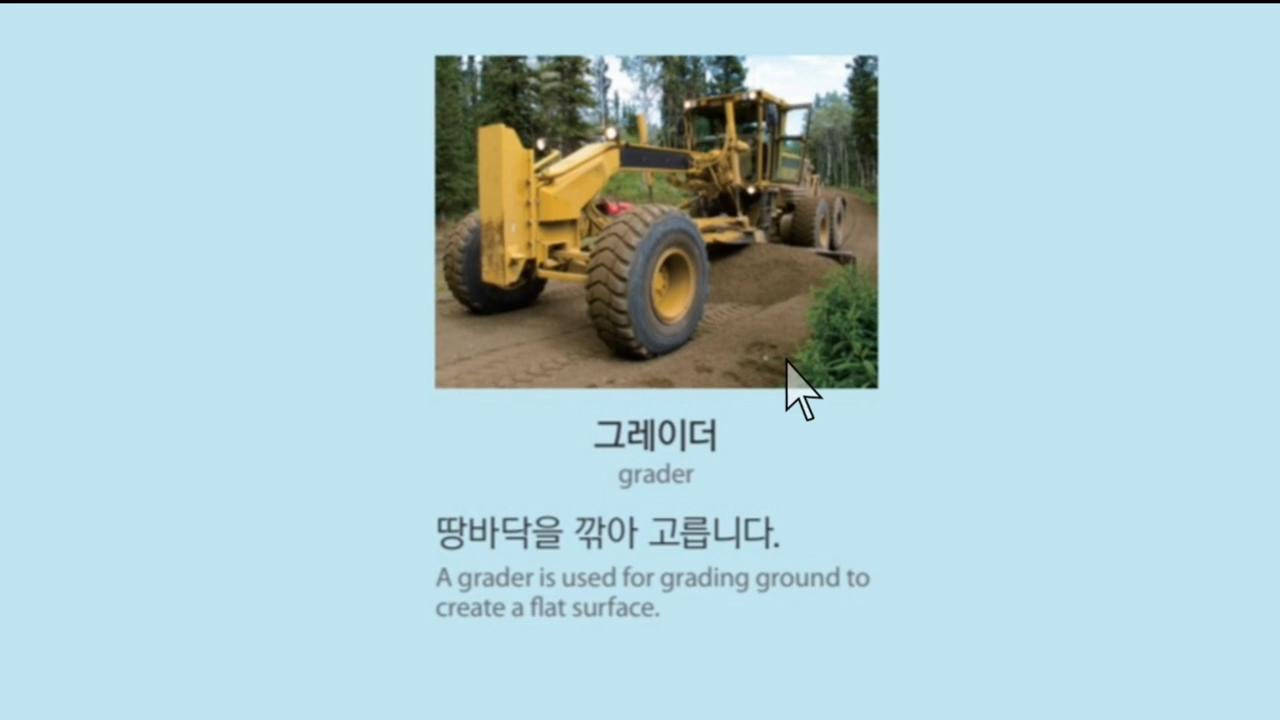 그레이더
grader
땅바닥을 깎아 고릅니다.
A grader is used for grading ground to
create a flat surface.